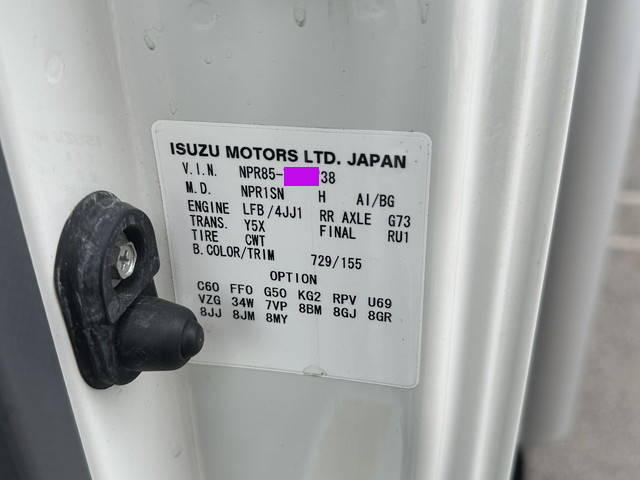 ISUZU MOTORS LTD. JAPAN
V.I.N. NPR85- 38
M.D. NPR1SN H AI/BG
ENGINE LFB/4JJ1 RR AXLE G73
TRANS. Y5X FINAL RU1
TIRE CWT
B.COLOR/TRIM 729/155
OPTION
C60 FFO G50 KG2 RPV U69
VZG 34W 7VP 8BM 8GJ 8GR
8JJ 8JM 8MY